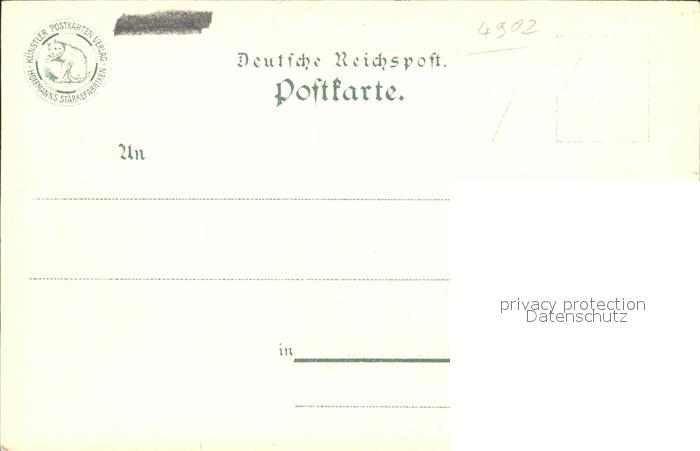 KÜNSTLER POSTKARTEN VERLAG
HOFFMANNS STÄRKEFABRIKEN
4902
Deutſche Reichspoſt.
Poſtkarte.
An
in
privacy protection
Datenschutz